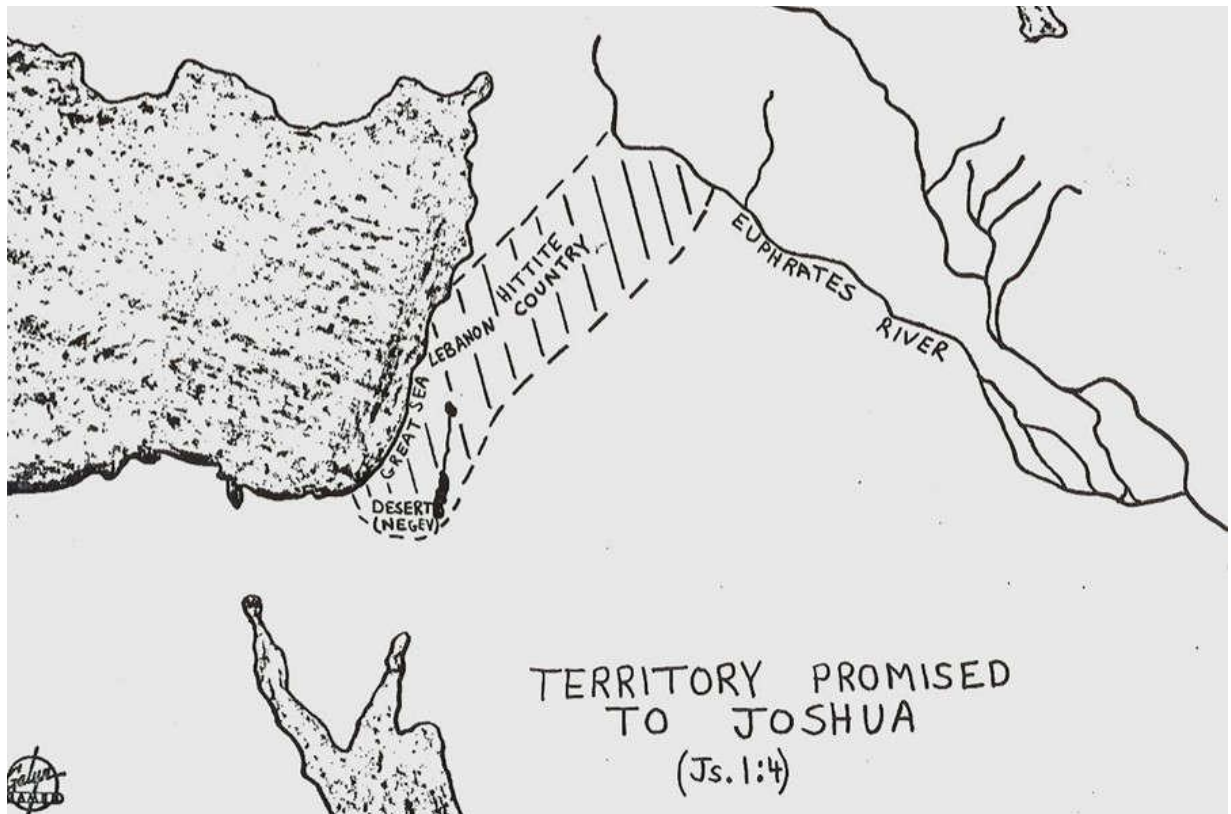 HITTITE
COUNTRY
LEBANON
GREAT SEA
EUPHRATES
RIVER
DESERT
(NEGEV)
TERRITORY PROMISED
TO JOSHUA
(Js. 1:4)